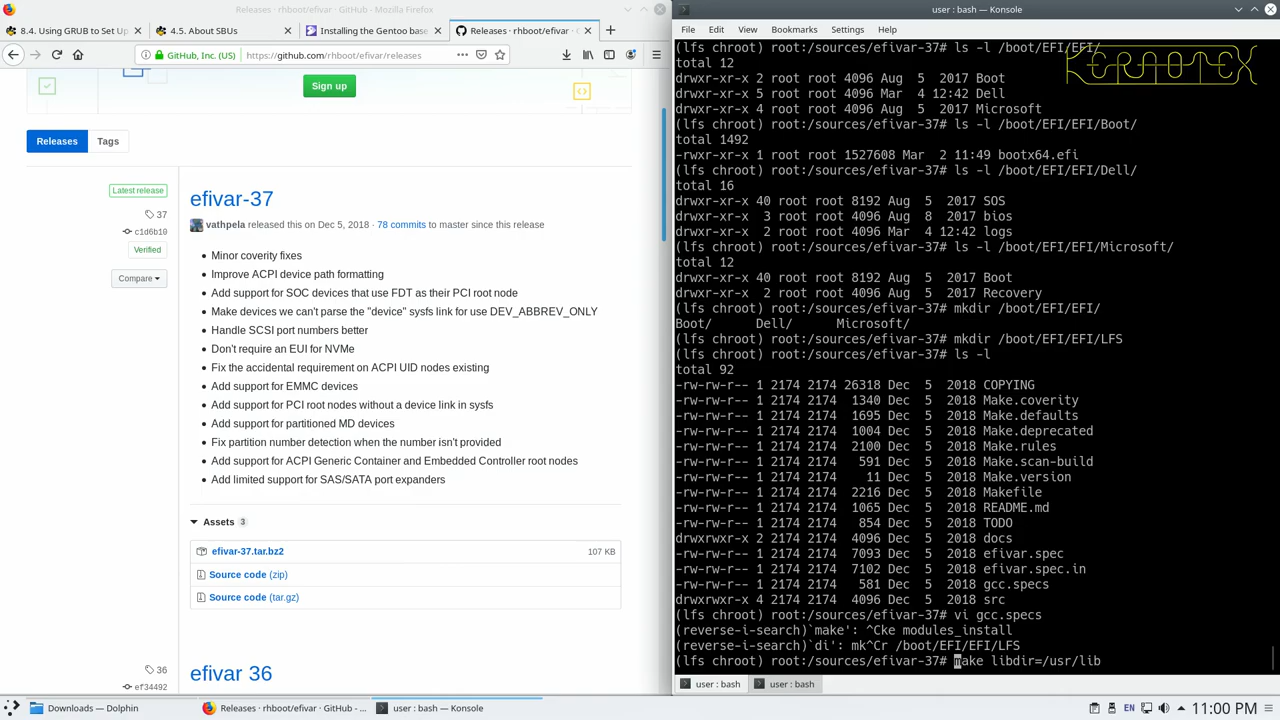 Releases · rhboot/efivar · GitHub - Mozilla Firefox
8.4. Using GRUB to Set Up
4.5. About SBUs
Installing the Gentoo base
Releases · rhboot/efivar ·
GitHub, Inc. (US)
https://github.com/rhboot/efivar/releases
Sign up
Releases
Tags
Latest release
37
c1d6b10
Verified
Compare
efivar-37
vathpela released this on Dec 5, 2018 · 78 commits to master since this release
Minor coverity fixes
Improve ACPI device path formatting
Add support for SOC devices that use FDT as their PCI root node
Make devices we can't parse the "device" sysfs link for use DEV_ABBREV_ONLY
Handle SCSI port numbers better
Don't require an EUI for NVMe
Fix the accidental requirement on ACPI UID nodes existing
Add support for EMMC devices
Add support for PCI root nodes without a device link in sysfs
Add support for partitioned MD devices
Fix partition number detection when the number isn't provided
Add support for ACPI Generic Container and Embedded Controller root nodes
Add limited support for SAS/SATA port expanders
Assets 3
efivar-37.tar.bz2
107 KB
Source code (zip)
Source code (tar.gz)
36
ef34492
efivar 36
user : bash — Konsole
File Edit View Bookmarks Settings Help
KERNOTEX
(lfs chroot) root:/sources/efivar-37# ls -l /boot/EFI/EFI/
total 12
drwxr-xr-x 2 root root 4096 Aug  5  2017 Boot
drwxr-xr-x 5 root root 4096 Mar  4 12:42 Dell
drwxr-xr-x 4 root root 4096 Aug  5  2017 Microsoft
(lfs chroot) root:/sources/efivar-37# ls -l /boot/EFI/EFI/Boot/
total 1492
-rwxr-xr-x 1 root root 1527608 Mar  2 11:49 bootx64.efi
(lfs chroot) root:/sources/efivar-37# ls -l /boot/EFI/EFI/Dell/
total 16
drwxr-xr-x 40 root root 8192 Aug  5  2017 SOS
drwxr-xr-x  3 root root 4096 Aug  8  2017 bios
drwxr-xr-x  2 root root 4096 Mar  4 12:42 logs
(lfs chroot) root:/sources/efivar-37# ls -l /boot/EFI/EFI/Microsoft/
total 12
drwxr-xr-x 40 root root 8192 Aug  5  2017 Boot
drwxr-xr-x  2 root root 4096 Aug  5  2017 Recovery
(lfs chroot) root:/sources/efivar-37# mkdir /boot/EFI/EFI/
Boot/      Dell/      Microsoft/
(lfs chroot) root:/sources/efivar-37# mkdir /boot/EFI/EFI/LFS
(lfs chroot) root:/sources/efivar-37# ls -l
total 92
-rw-rw-r-- 1 2174 2174 26318 Dec  5  2018 COPYING
-rw-rw-r-- 1 2174 2174  1340 Dec  5  2018 Make.coverity
-rw-rw-r-- 1 2174 2174  1695 Dec  5  2018 Make.defaults
-rw-rw-r-- 1 2174 2174  1004 Dec  5  2018 Make.deprecated
-rw-rw-r-- 1 2174 2174  2100 Dec  5  2018 Make.rules
-rw-rw-r-- 1 2174 2174   591 Dec  5  2018 Make.scan-build
-rw-rw-r-- 1 2174 2174    11 Dec  5  2018 Make.version
-rw-rw-r-- 1 2174 2174  2216 Dec  5  2018 Makefile
-rw-rw-r-- 1 2174 2174  1065 Dec  5  2018 README.md
-rw-rw-r-- 1 2174 2174   854 Dec  5  2018 TODO
drwxrwxr-x 2 2174 2174  4096 Dec  5  2018 docs
-rw-rw-r-- 1 2174 2174  7093 Dec  5  2018 efivar.spec
-rw-rw-r-- 1 2174 2174  7102 Dec  5  2018 efivar.spec.in
-rw-rw-r-- 1 2174 2174   581 Dec  5  2018 gcc.specs
drwxrwxr-x 4 2174 2174  4096 Dec  5  2018 src
(lfs chroot) root:/sources/efivar-37# vi gcc.specs
(reverse-i-search)`make': ^Cke modules_install
(reverse-i-search)`di': mk^Cr /boot/EFI/EFI/LFS
(lfs chroot) root:/sources/efivar-37# make libdir=/usr/lib
user : bash
user : bash
Downloads — Dolphin
Releases · rhboot/efivar · GitHub - ...
user : bash — Konsole
EN
11:00 PM